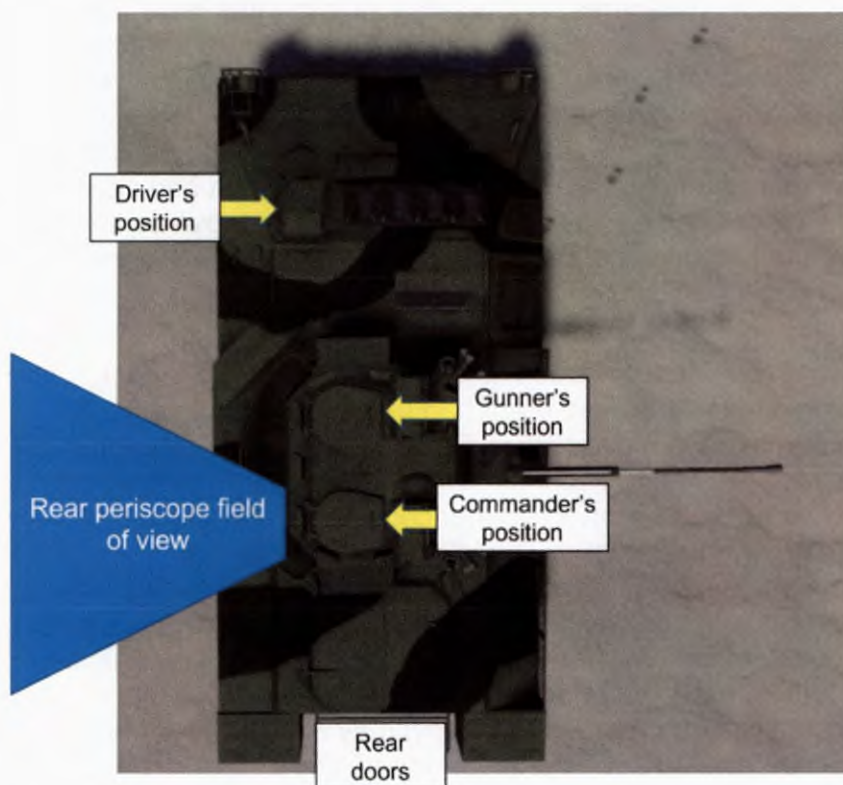 Driver's
position
Gunner's
position
Rear periscope field
of view
Commander's
position
Rear
doors